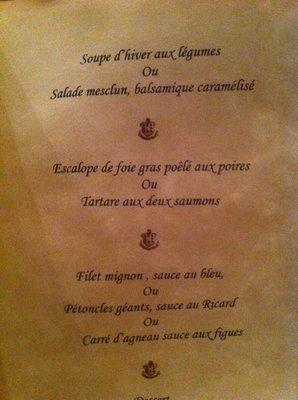 Soupe d'hiver aux légumes
Ou
Salade mesclun, balsamique caramélisé
Escalope de foie gras poêlé aux poires
Ou
Tartare aux deux saumons
Filet mignon , sauce au bleu,
Ou
Pétoncles géants, sauce au Ricard
Ou
Carré d'agneau sauce aux figues
Dessert